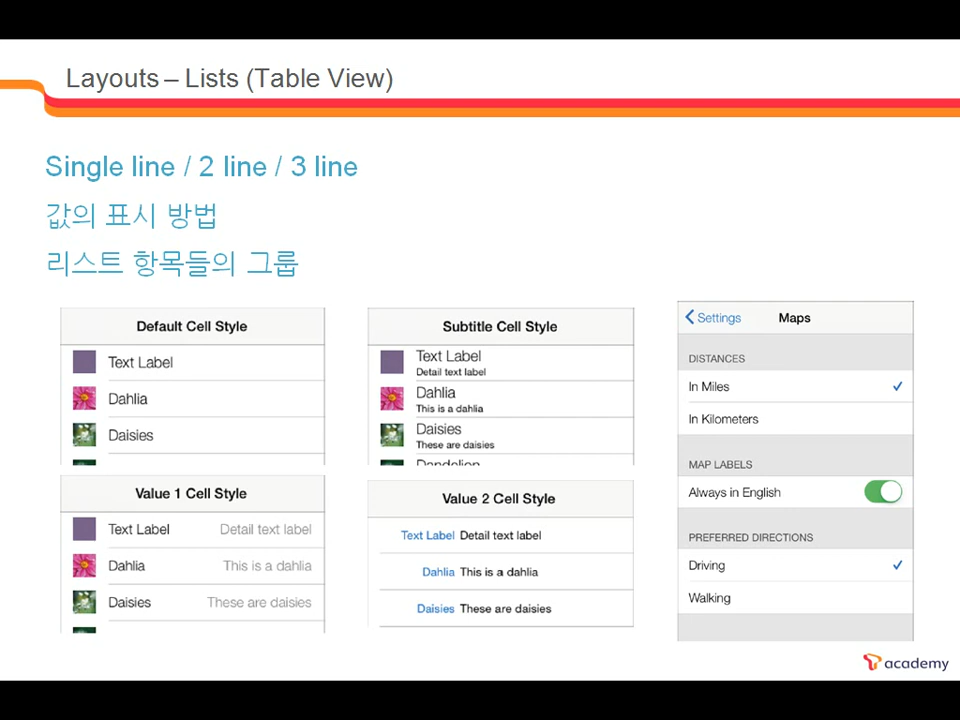 Layouts – Lists (Table View)
Single line / 2 line / 3 line
값의 표시 방법
리스트 항목들의 그룹
Default Cell Style
Text Label
Dahlia
Daisies
Subtitle Cell Style
Text Label
Detail text label
Dahlia
This is a dahlia
Daisies
These are daisies
Dandelion
Value 1 Cell Style
Text Label Detail text label
Dahlia This is a dahlia
Daisies These are daisies
Value 2 Cell Style
Text Label Detail text label
Dahlia This is a dahlia
Daisies These are daisies
Settings Maps
DISTANCES
In Miles
In Kilometers
MAP LABELS
Always in English
PREFERRED DIRECTIONS
Driving
Walking
T academy